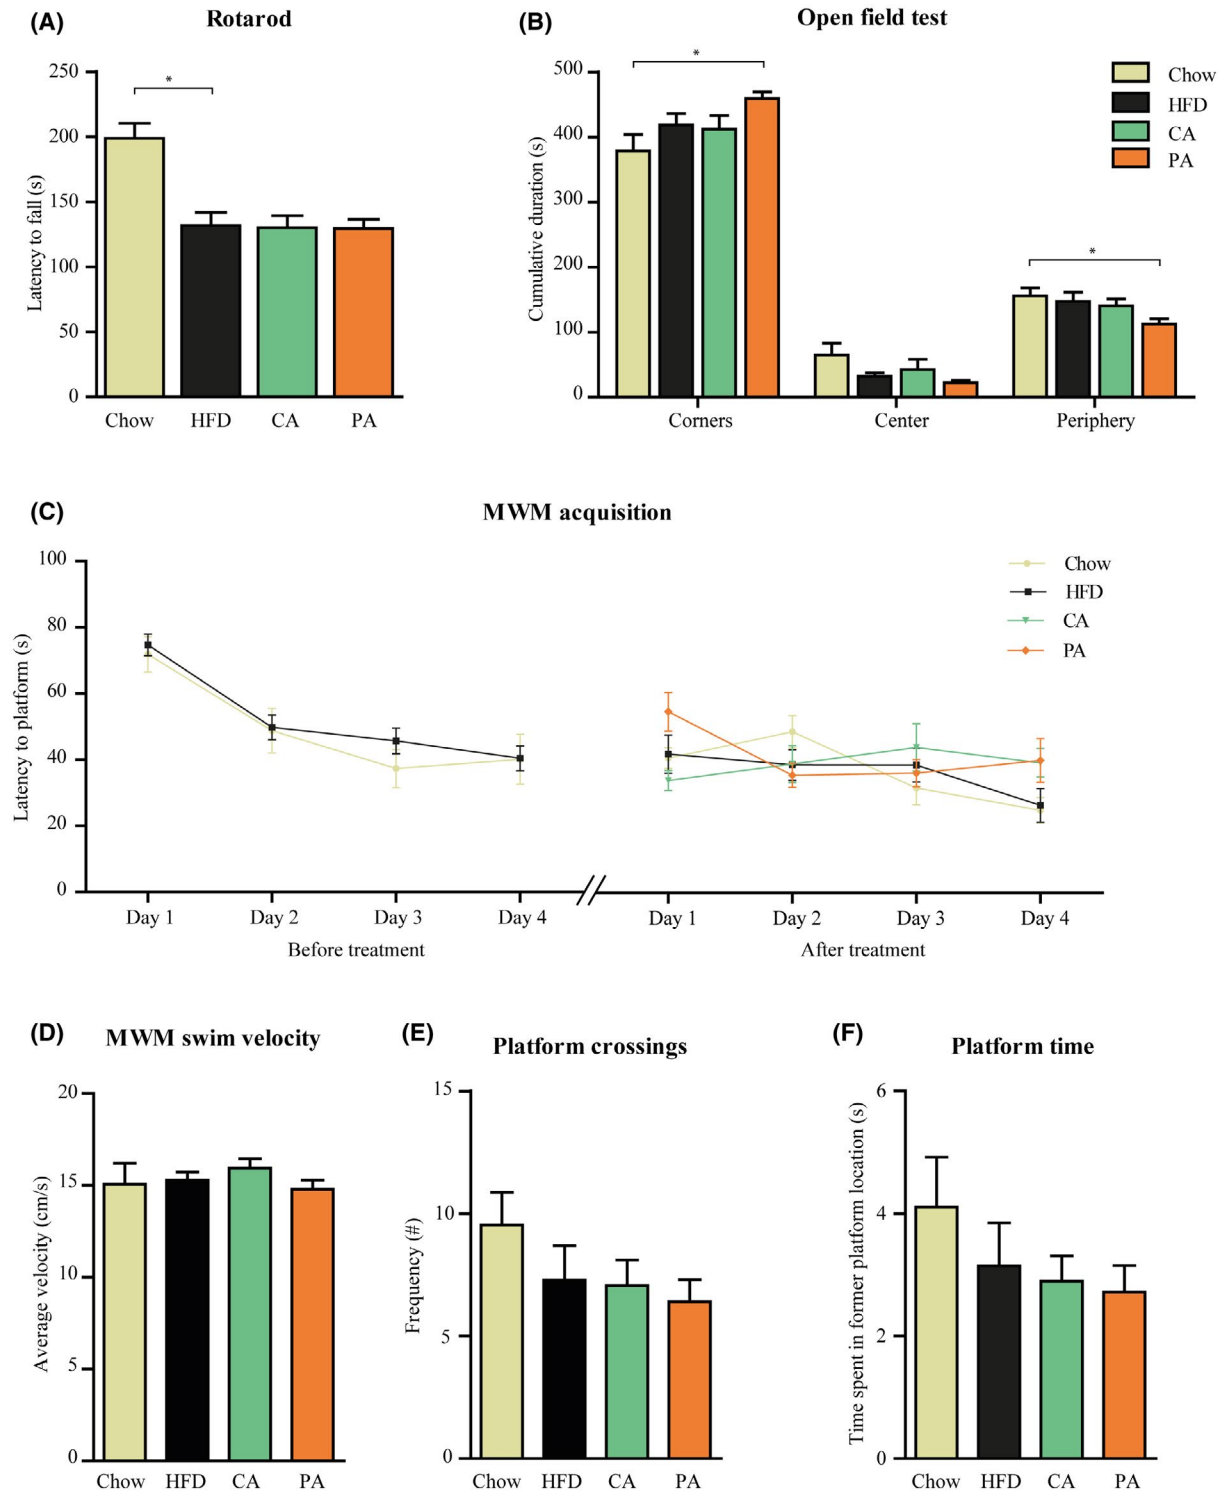 (A) Rotarod
250
200
150
100
50
0
Latency to fall (s)
*
Chow HFD CA PA
(B) Open field test
500
400
300
200
100
0
Cumulative duration (s)
*
*
Corners Center Periphery
Chow
HFD
CA
PA
(C) MWM acquisition
100
80
60
40
20
0
Latency to platform (s)
Chow
HFD
CA
PA
Day 1 Day 2 Day 3 Day 4 Day 1 Day 2 Day 3 Day 4
Before treatment After treatment
(D) MWM swim velocity
20
15
10
5
0
Average velocity (cm/s)
Chow HFD CA PA
(E) Platform crossings
15
10
5
0
Frequency (#)
Chow HFD CA PA
(F) Platform time
6
4
2
0
Time spent in former platform location (s)
Chow HFD CA PA